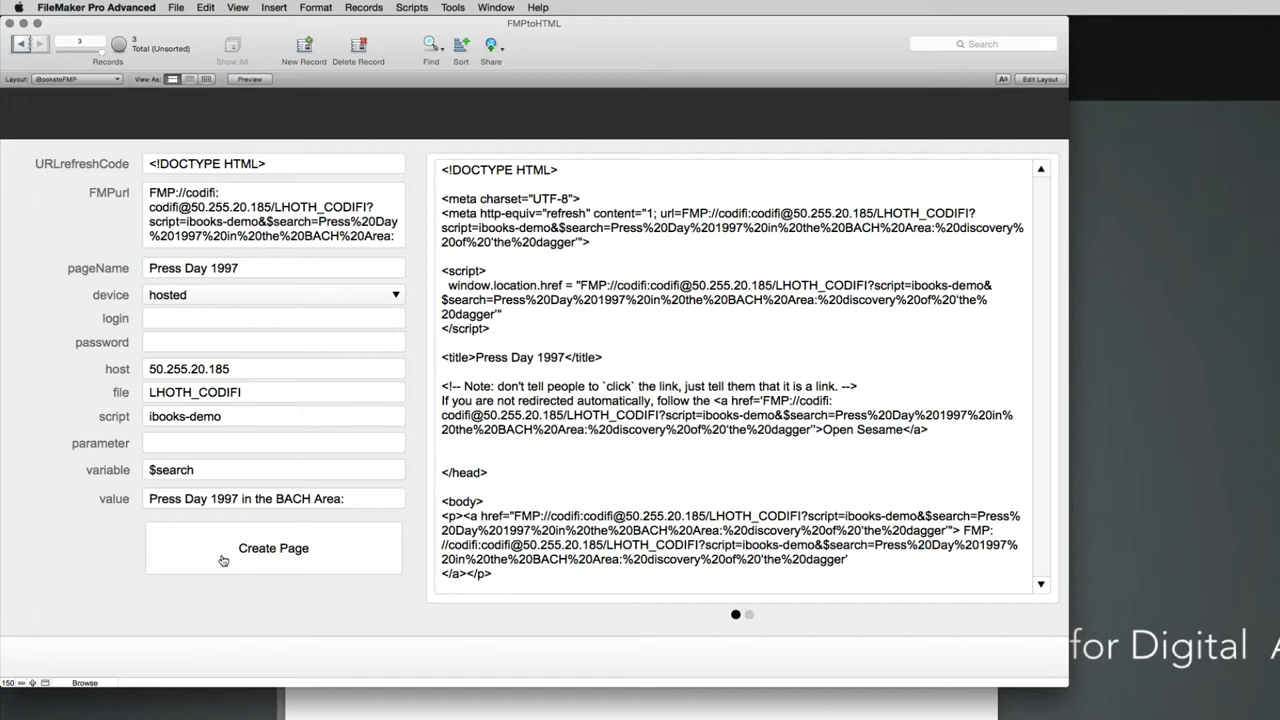 FileMaker Pro Advanced File Edit View Insert Format Records Scripts Tools Window Help
FMPtoHTML
3
3
Total (Unsorted)
Search
Records Show All New Record Delete Record Find Sort Share
Layout: iBookstoFMP View As: Preview Aa Edit Layout
URLrefreshCode <!DOCTYPE HTML>
FMPurl FMP://codifi:
codifi@50.255.20.185/LHOTH_CODIFI?
script=ibooks-demo&$search=Press%20Day
%201997%20in%20the%20BACH%20Area:
pageName Press Day 1997
device hosted
login
password
host 50.255.20.185
file LHOTH_CODIFI
script ibooks-demo
parameter
variable $search
value Press Day 1997 in the BACH Area:
Create Page
<!DOCTYPE HTML>
<meta charset="UTF-8">
<meta http-equiv="refresh" content="1; url=FMP://codifi:codifi@50.255.20.185/LHOTH_CODIFI?
script=ibooks-demo&$search=Press%20Day%201997%20in%20the%20BACH%20Area:%20discovery%20
%20of%20'the%20dagger'">
<script>
window.location.href = "FMP://codifi:codifi@50.255.20.185/LHOTH_CODIFI?script=ibooks-demo&
$search=Press%20Day%201997%20in%20the%20BACH%20Area:%20discovery%20of%20'the%
20dagger'"
</script>
<title>Press Day 1997</title>
<!-- Note: don't tell people to `click` the link, just tell them that it is a link. -->
If you are not redirected automatically, follow the <a href='FMP://codifi:
codifi@50.255.20.185/LHOTH_CODIFI?script=ibooks-demo&$search=Press%20Day%201997%20in%
20the%20BACH%20Area:%20discovery%20of%20'the%20dagger'">Open Sesame</a>
</head>
<body>
<p><a href="FMP://codifi:codifi@50.255.20.185/LHOTH_CODIFI?script=ibooks-demo&$search=Press%
20Day%201997%20in%20the%20BACH%20Area:%20discovery%20of%20'the%20dagger'"> FMP:
//codifi:codifi@50.255.20.185/LHOTH_CODIFI?script=ibooks-demo&$search=Press%20Day%201997%
20in%20the%20BACH%20Area:%20discovery%20of%20'the%20dagger'
</a></p>
for Digital A
150 Browse